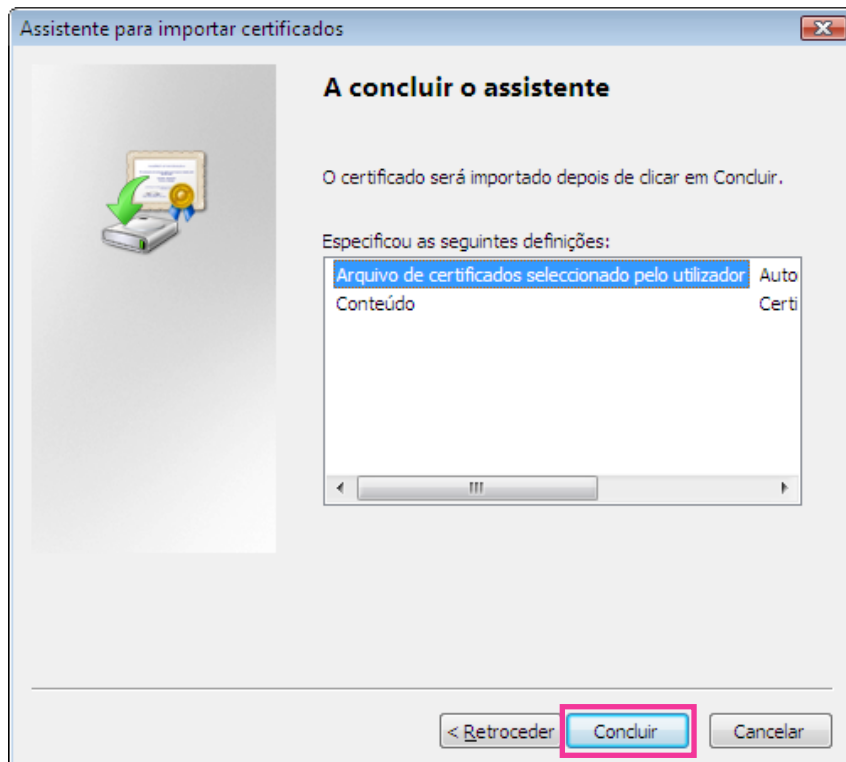 Assistente para importar certificados
A concluir o assistente
O certificado será importado depois de clicar em Concluir.
Especificou as seguintes definições:
Arquivo de certificados seleccionado pelo utilizador Auto
Conteúdo Certi
< Retroceder Concluir Cancelar